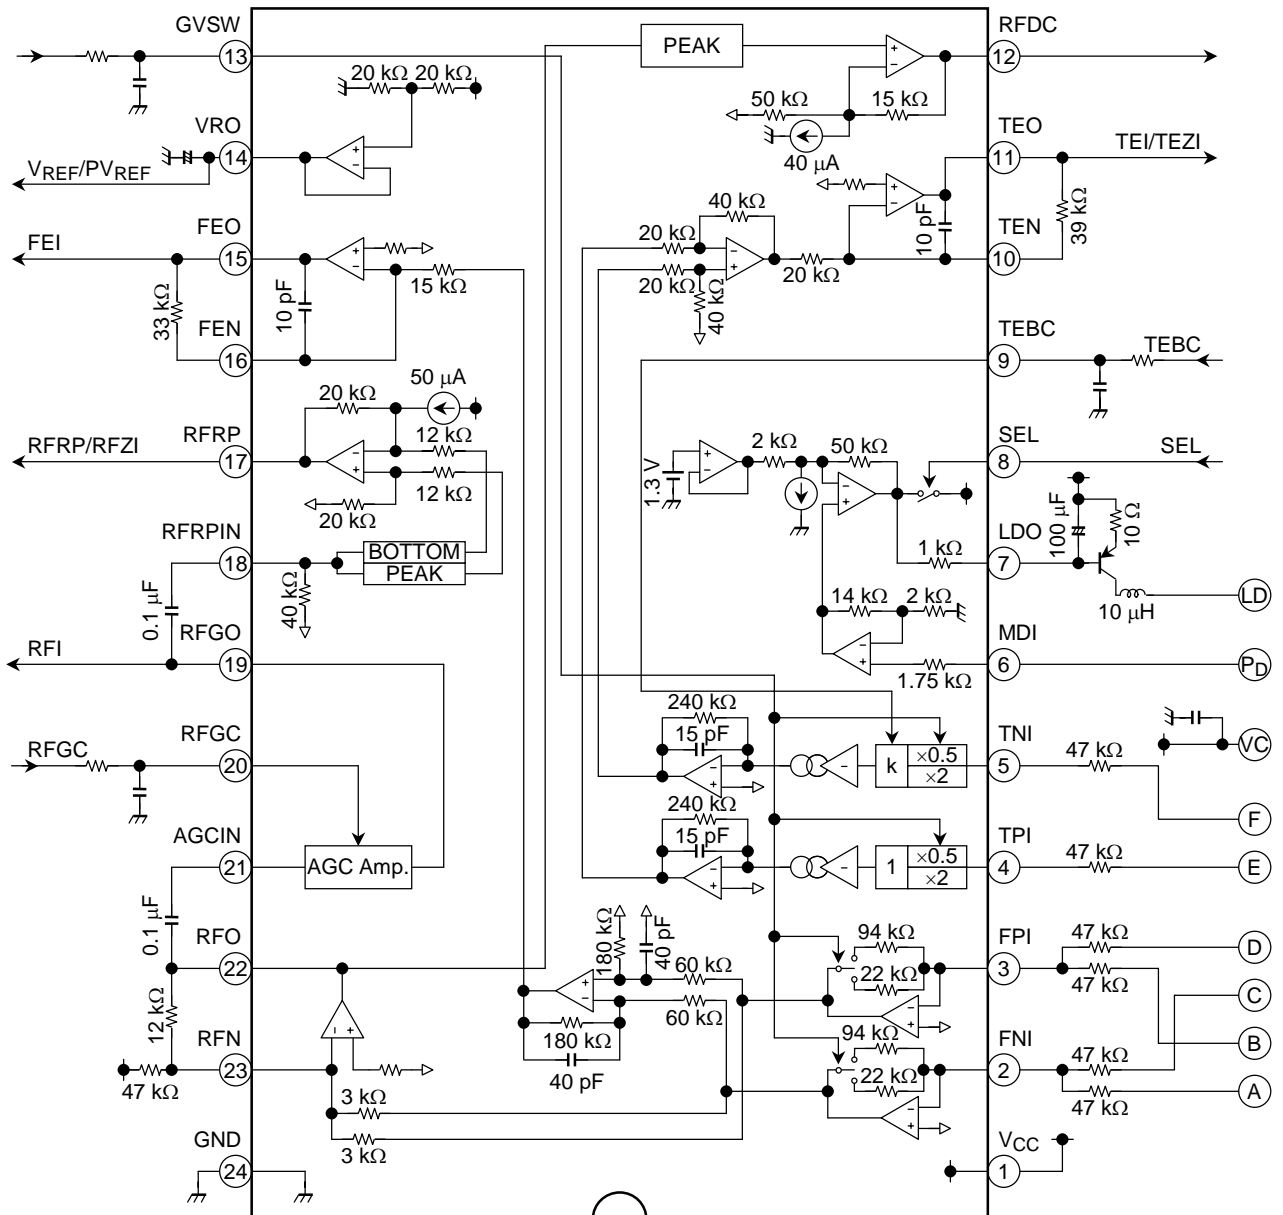 GVSW
13
PEAK
RFDC
12
20 kΩ 20 kΩ
50 kΩ
15 kΩ
40 μA
VRO
14
VREF/PVREF
TEO
11
TEI/TEZI
39 kΩ
10 pF
TEN
10
40 kΩ
20 kΩ
20 kΩ
20 kΩ
40 kΩ
FEO
FEI
15
15 kΩ
10 pF
33 kΩ
FEN
16
TEBC
9
TEBC
50 μA
20 kΩ
12 kΩ
12 kΩ
20 kΩ
RFRP
RFRP/RFZI
17
2 kΩ
50 kΩ
1.3 V
SEL
8
SEL
100 μF
10 Ω
LDO
7
1 kΩ
10 μH
LD
RFRPIN
18
BOTTOM
PEAK
40 kΩ
0.1 μF
14 kΩ
2 kΩ
MDI
6
PD
1.75 kΩ
RFGO
RFI
19
240 kΩ
15 pF
k
×0.5
×2
TNI
5
47 kΩ
VC
F
RFGC
RFGC
20
240 kΩ
15 pF
1
×0.5
×2
TPI
4
47 kΩ
E
AGCIN
21
AGC Amp.
0.1 μF
RFO
22
12 kΩ
180 kΩ
40 pF
60 kΩ
60 kΩ
180 kΩ
40 pF
94 kΩ
22 kΩ
FPI
3
47 kΩ
47 kΩ
D
C
B
A
RFN
23
47 kΩ
3 kΩ
3 kΩ
94 kΩ
22 kΩ
FNI
2
47 kΩ
47 kΩ
GND
24
VCC
1